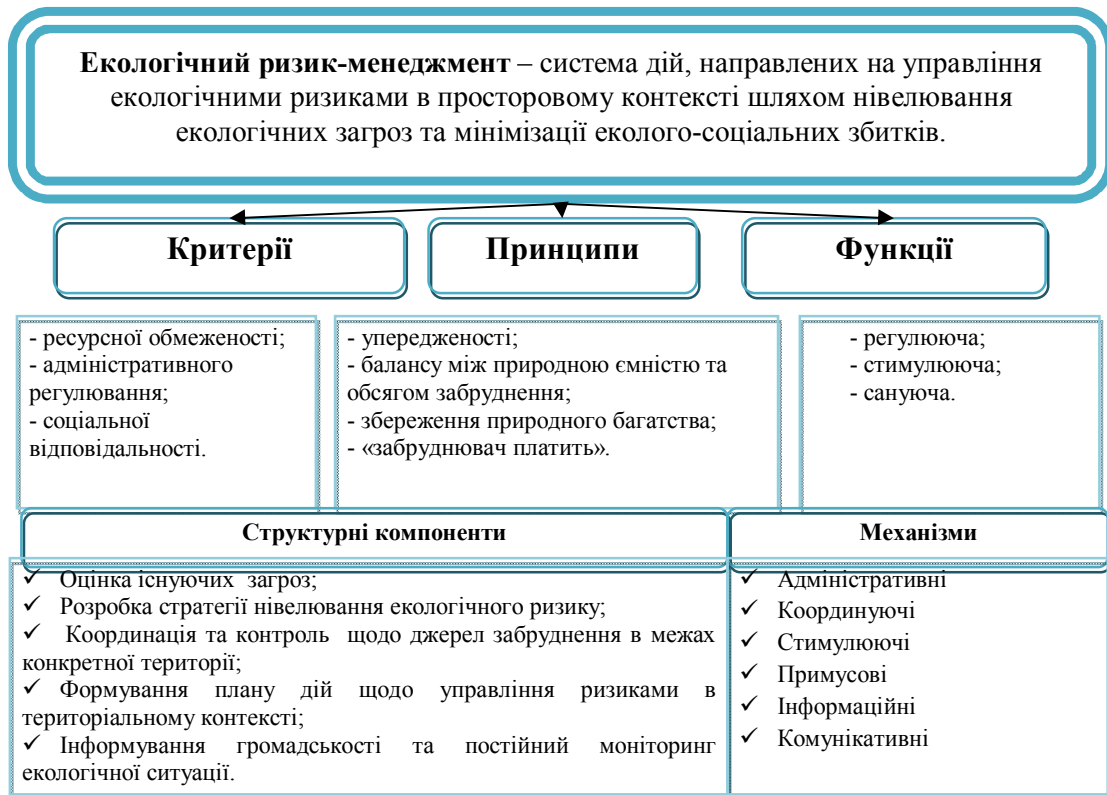 Екологічний ризик-менеджмент – система дій, направлених на управління
екологічними ризиками в просторовому контексті шляхом нівелювання
екологічних загроз та мінімізації еколого-соціальних збитків.
Критерії
Принципи
Функції
- ресурсної обмеженості;
- адміністративного
регулювання;
- соціальної
відповідальності.
- упередженості;
- балансу між природною ємністю та
обсягом забруднення;
- збереження природного багатства;
- «забруднювач платить».
- регулююча;
- стимулююча;
- сануюча.
Структурні компоненти
✓ Оцінка існуючих загроз;
✓ Розробка стратегії нівелювання екологічного ризику;
✓ Координація та контроль щодо джерел забруднення в межах
конкретної території;
✓ Формування плану дій щодо управління ризиками в
територіальному контексті;
✓ Інформування громадськості та постійний моніторинг
екологічної ситуації.
Механізми
✓ Адміністративні
✓ Координуючі
✓ Стимулюючі
✓ Примусові
✓ Інформаційні
✓ Комунікативні